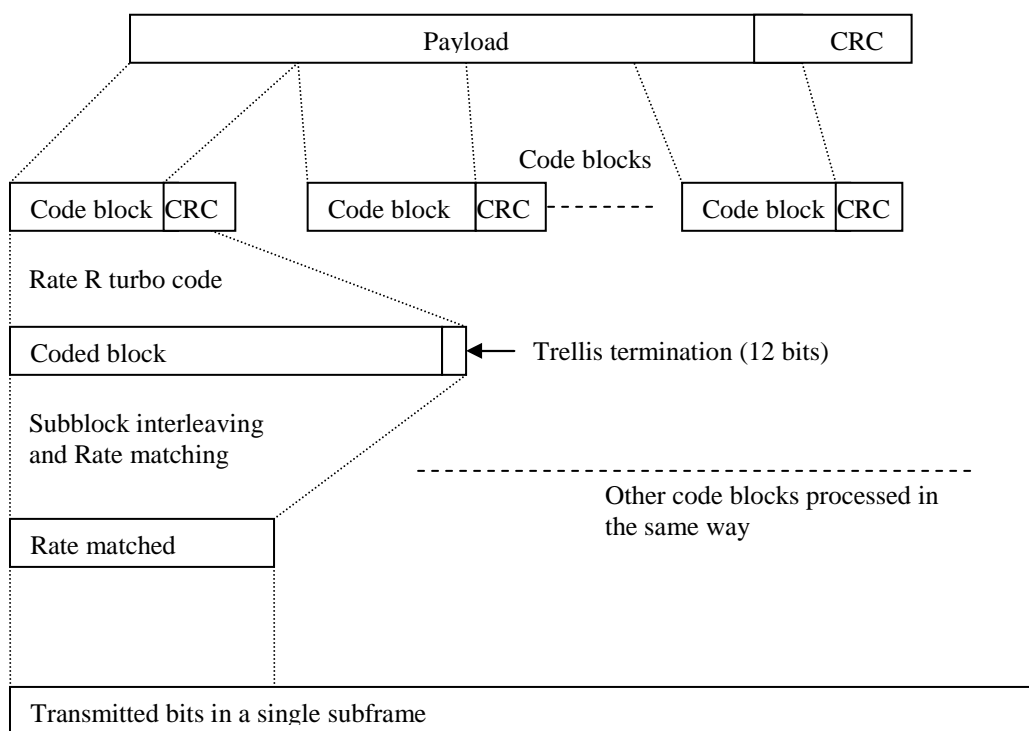 Payload
CRC
Code blocks
Code block
CRC
Code block
CRC
Code block
CRC
Rate R turbo code
Coded block
Trellis termination (12 bits)
Subblock interleaving
and Rate matching
Other code blocks processed in
the same way
Rate matched
Transmitted bits in a single subframe